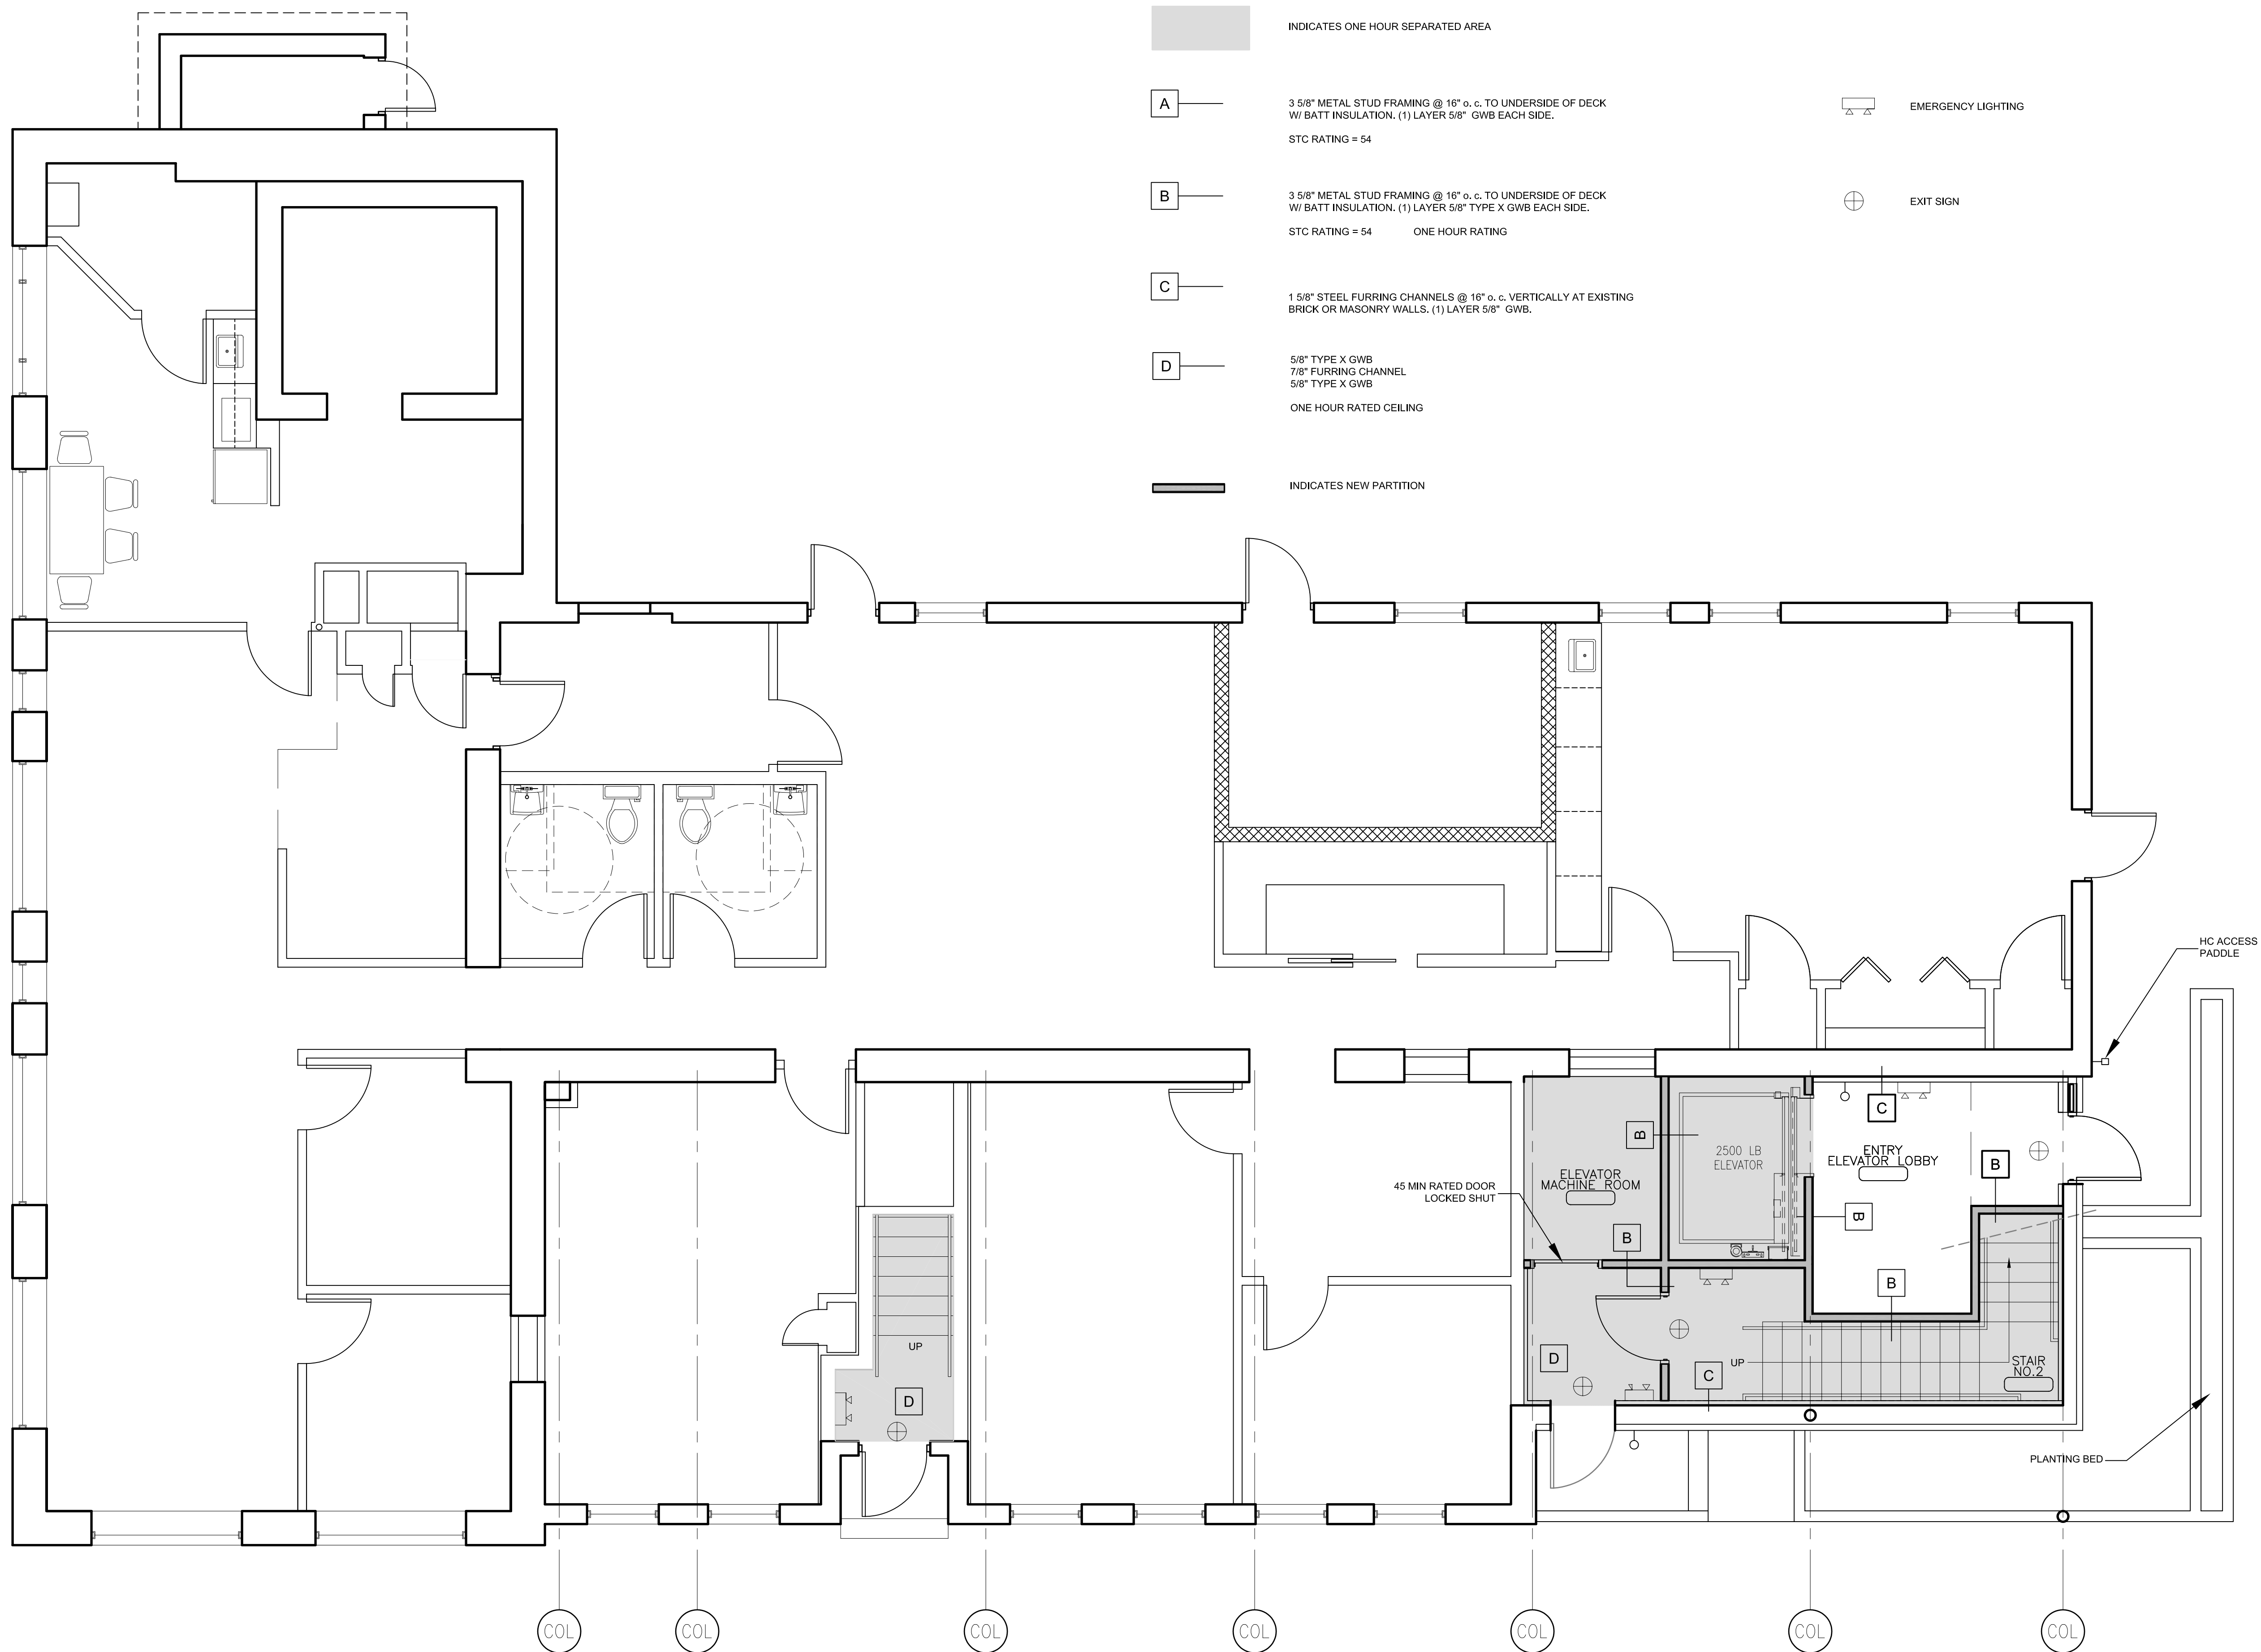 INDICATES ONE HOUR SEPARATED AREA
A
3 5/8" METAL STUD FRAMING @ 16" o. c. TO UNDERSIDE OF DECK
W/ BATT INSULATION. (1) LAYER 5/8" GWB EACH SIDE.
STC RATING = 54
EMERGENCY LIGHTING
B
3 5/8" METAL STUD FRAMING @ 16" o. c. TO UNDERSIDE OF DECK
W/ BATT INSULATION. (1) LAYER 5/8" TYPE X GWB EACH SIDE.
STC RATING = 54 ONE HOUR RATING
EXIT SIGN
C
1 5/8" STEEL FURRING CHANNELS @ 16" o. c. VERTICALLY AT EXISTING
BRICK OR MASONRY WALLS. (1) LAYER 5/8" GWB.
D
5/8" TYPE X GWB
7/8" FURRING CHANNEL
5/8" TYPE X GWB
ONE HOUR RATED CEILING
INDICATES NEW PARTITION
HC ACCESS
PADDLE
C
B
2500 LB
ELEVATOR
ENTRY
ELEVATOR LOBBY
B
ELEVATOR
MACHINE ROOM
45 MIN RATED DOOR
LOCKED SHUT
B
B
B
UP
D
D
UP
C
STAIR
NO.2
PLANTING BED
COL
COL
COL
COL
COL
COL
COL